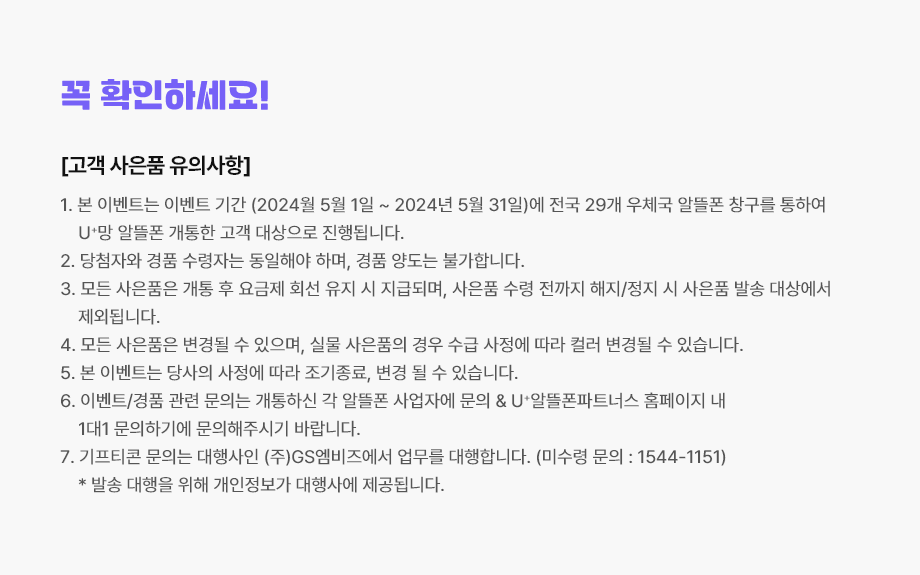 꼭 확인하세요!
[고객 사은품 유의사항]
1. 본 이벤트는 이벤트 기간 (2024월 5월 1일 ~ 2024년 5월 31일)에 전국 29개 우체국 알뜰폰 창구를 통하여
U⁺망 알뜰폰 개통한 고객 대상으로 진행됩니다.
2. 당첨자와 경품 수령자는 동일해야 하며, 경품 양도는 불가합니다.
3. 모든 사은품은 개통 후 요금제 회선 유지 시 지급되며, 사은품 수령 전까지 해지/정지 시 사은품 발송 대상에서
제외됩니다.
4. 모든 사은품은 변경될 수 있으며, 실물 사은품의 경우 수급 사정에 따라 컬러 변경될 수 있습니다.
5. 본 이벤트는 당사의 사정에 따라 조기종료, 변경 될 수 있습니다.
6. 이벤트/경품 관련 문의는 개통하신 각 알뜰폰 사업자에 문의 & U⁺알뜰폰파트너스 홈페이지 내
1대1 문의하기에 문의해주시기 바랍니다.
7. 기프티콘 문의는 대행사인 (주)GS엠비즈에서 업무를 대행합니다. (미수령 문의 : 1544-1151)
* 발송 대행을 위해 개인정보가 대행사에 제공됩니다.